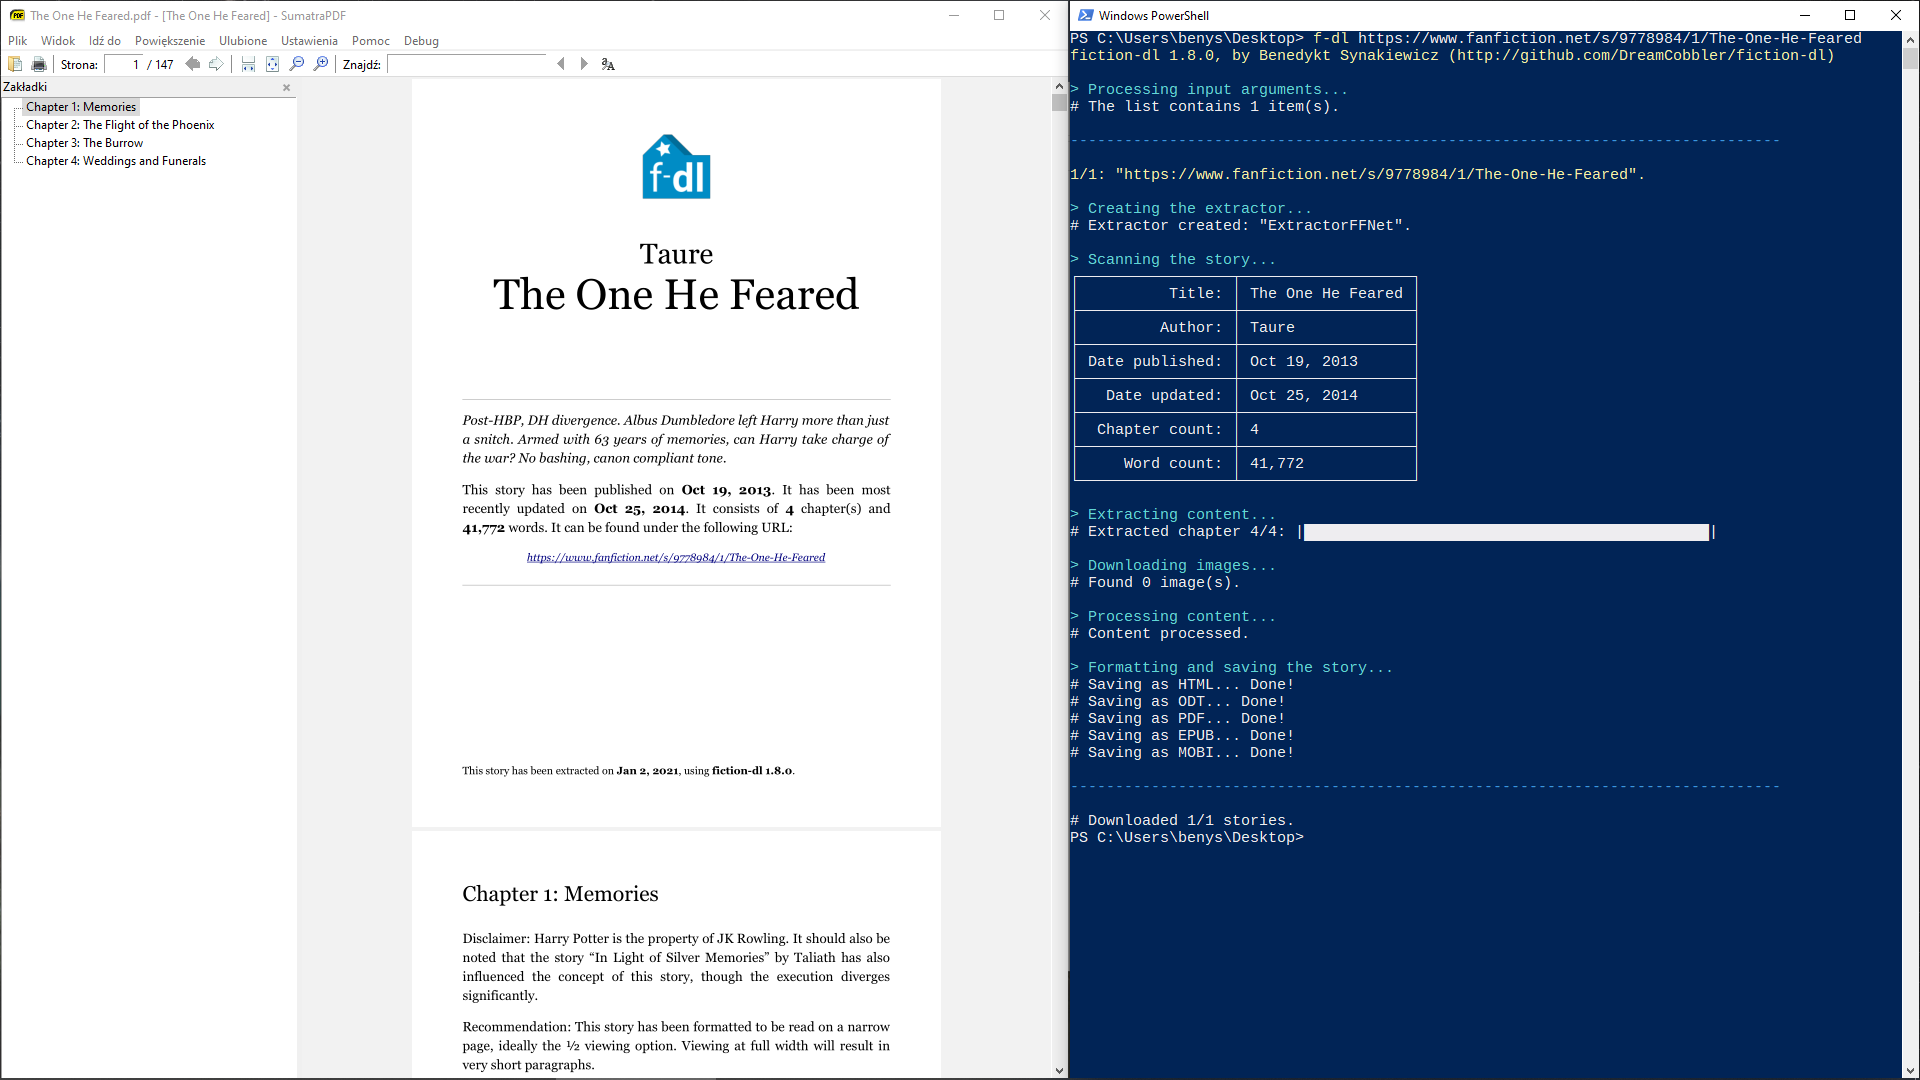 The One He Feared.pdf - [The One He Feared] - SumatraPDF
Plik Widok Idź do Powiększenie Ulubione Ustawienia Pomoc Debug
Strona: 1 / 147 Znajdź:
Zakładki
Chapter 1: Memories
Chapter 2: The Flight of the Phoenix
Chapter 3: The Burrow
Chapter 4: Weddings and Funerals
f-dl
Taure
The One He Feared
Post-HBP, DH divergence. Albus Dumbledore left Harry more than just
a snitch. Armed with 63 years of memories, can Harry take charge of
the war? No bashing, canon compliant tone.
This story has been published on Oct 19, 2013. It has been most
recently updated on Oct 25, 2014. It consists of 4 chapter(s) and
41,772 words. It can be found under the following URL:
https://www.fanfiction.net/s/9778984/1/The-One-He-Feared
This story has been extracted on Jan 2, 2021, using fiction-dl 1.8.0.
Chapter 1: Memories
Disclaimer: Harry Potter is the property of JK Rowling. It should also be
noted that the story “In Light of Silver Memories” by Taliath has also
influenced the concept of this story, though the execution diverges
significantly.
Recommendation: This story has been formatted to be read on a narrow
page, ideally the ½ viewing option. Viewing at full width will result in
very short paragraphs.
Windows PowerShell
PS C:\Users\benys\Desktop> f-dl https://www.fanfiction.net/s/9778984/1/The-One-He-Feared
fiction-dl 1.8.0, by Benedykt Synakiewicz (http://github.com/DreamCobbler/fiction-dl)
> Processing input arguments...
# The list contains 1 item(s).
-------------------------------------------------------------------------------
1/1: "https://www.fanfiction.net/s/9778984/1/The-One-He-Feared".
> Creating the extractor...
# Extractor created: "ExtractorFFNet".
> Scanning the story...
Title: The One He Feared
Author: Taure
Date published: Oct 19, 2013
Date updated: Oct 25, 2014
Chapter count: 4
Word count: 41,772
> Extracting content...
# Extracted chapter 4/4: | |
> Downloading images...
# Found 0 image(s).
> Processing content...
# Content processed.
> Formatting and saving the story...
# Saving as HTML... Done!
# Saving as ODT... Done!
# Saving as PDF... Done!
# Saving as EPUB... Done!
# Saving as MOBI... Done!
-------------------------------------------------------------------------------
# Downloaded 1/1 stories.
PS C:\Users\benys\Desktop>